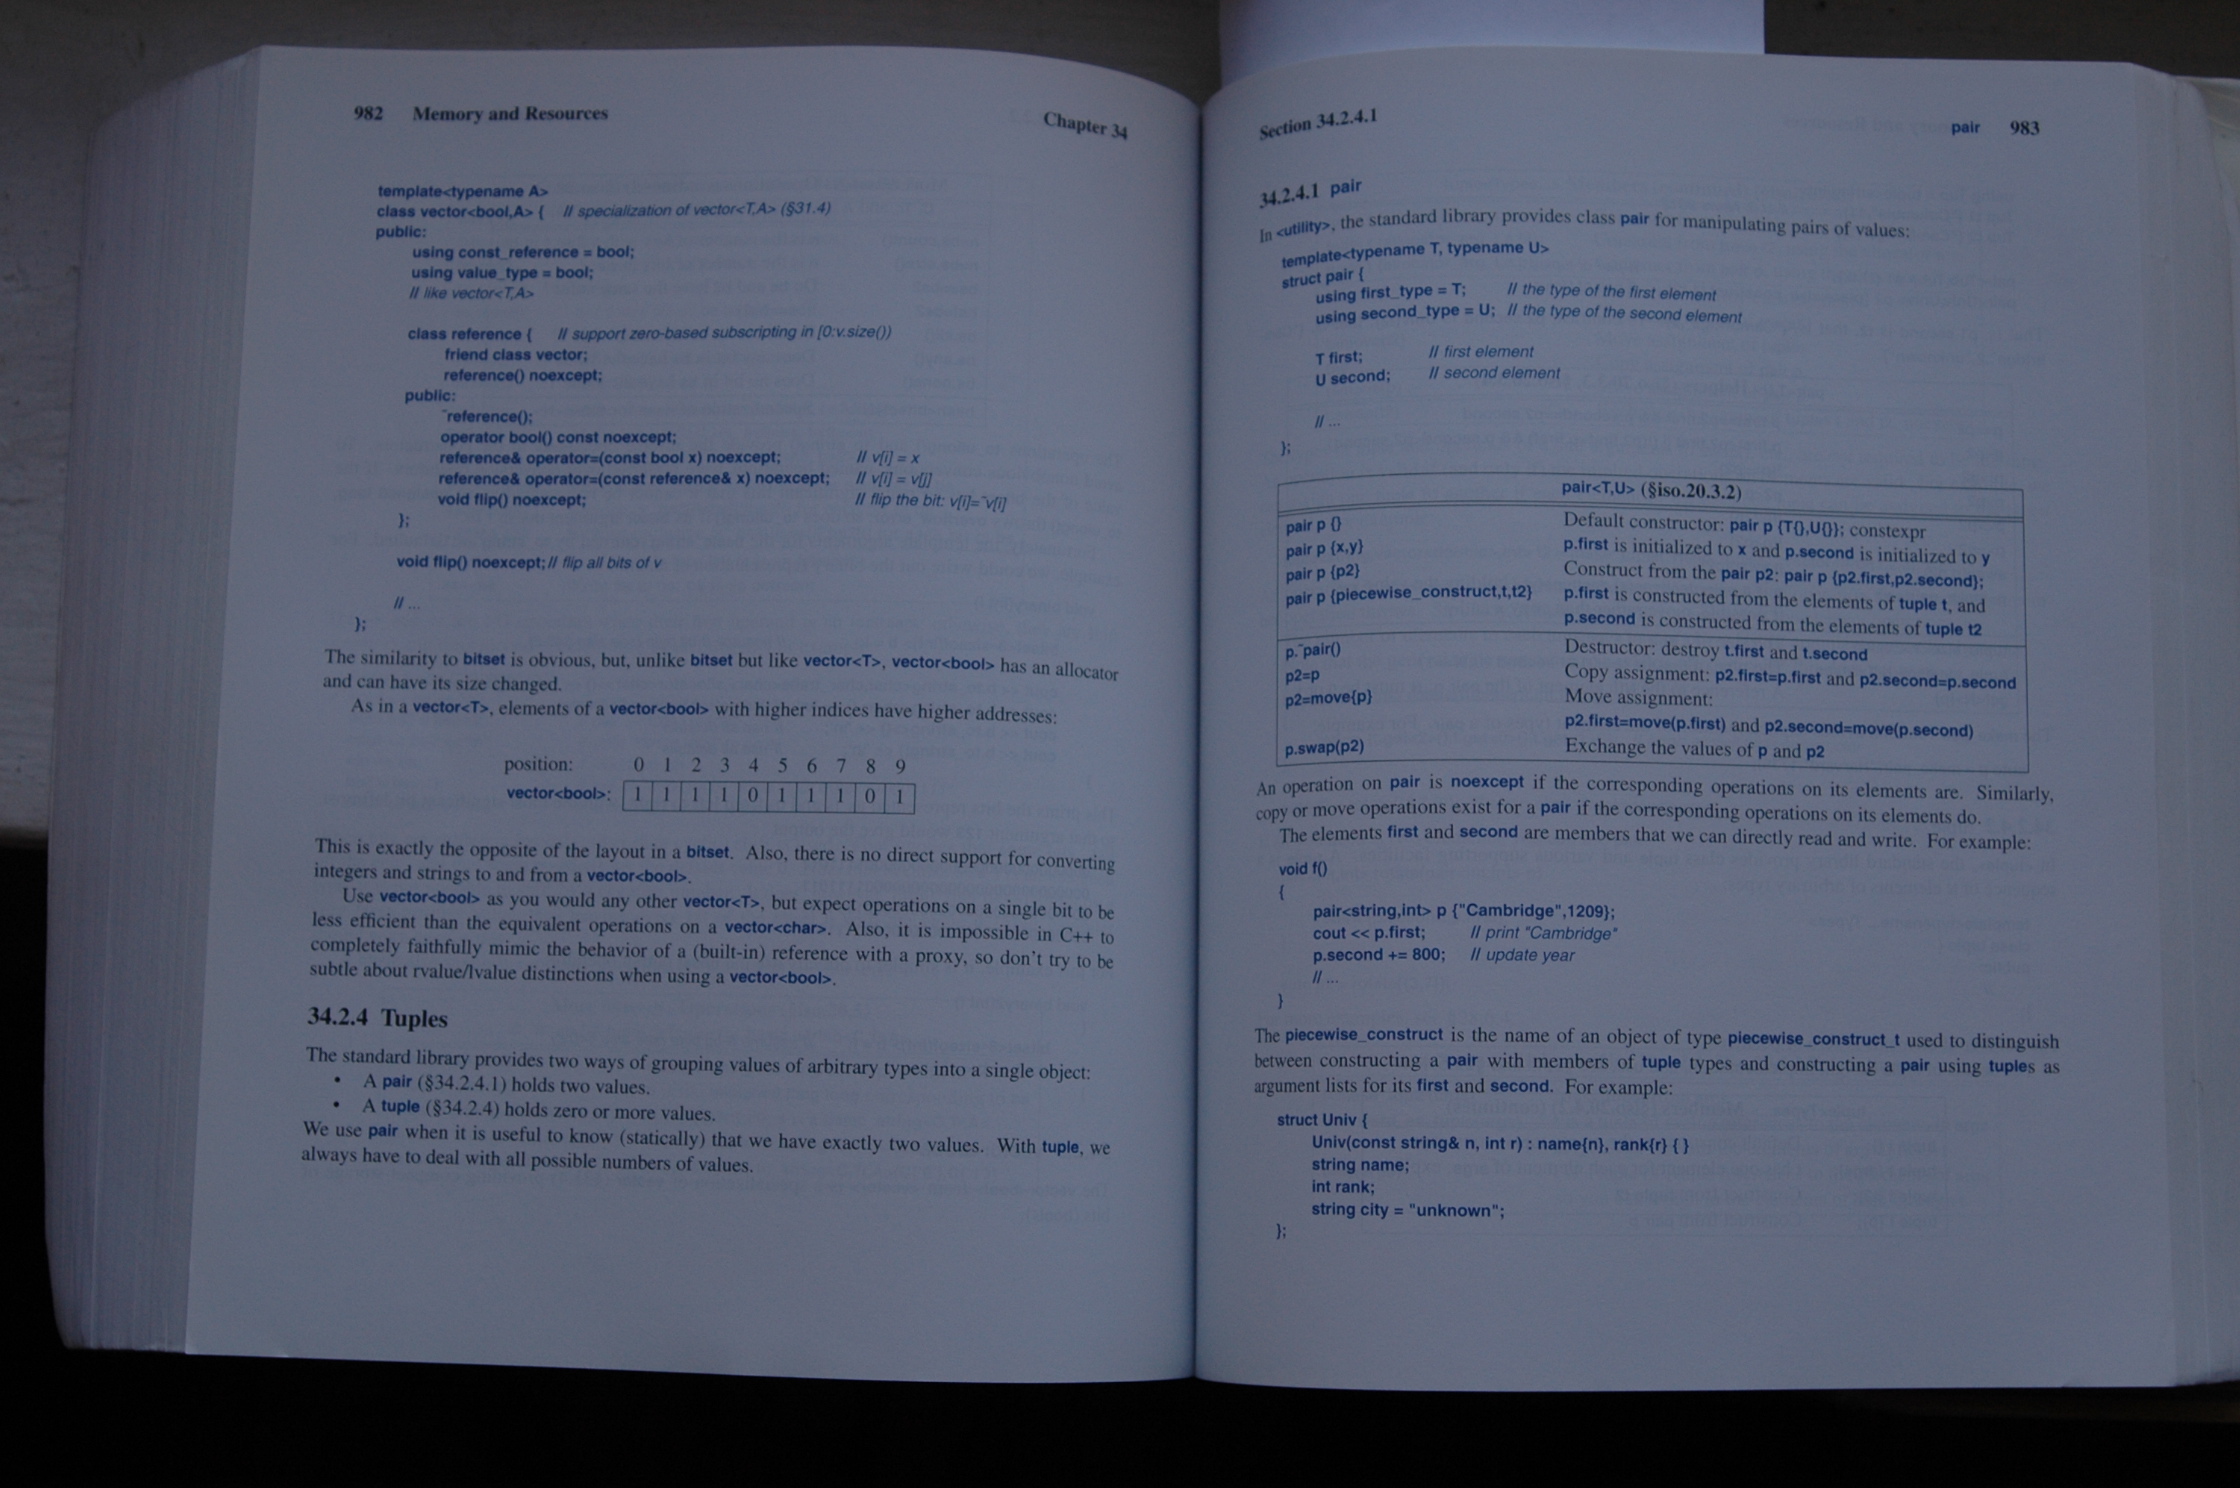 982 Memory and Resources Chapter 34
template<typename A>
class vector<bool,A> { // specialization of vector<T,A> (§31.4)
public:
using const_reference = bool;
using value_type = bool;
// like vector<T,A>
class reference { // support zero-based subscripting in [0:v.size())
friend class vector;
reference() noexcept;
public:
~reference();
operator bool() const noexcept;
reference& operator=(const bool x) noexcept; // v[i] = x
reference& operator=(const reference& x) noexcept; // v[i] = v[j]
void flip() noexcept; // flip the bit: v[i]=~v[i]
};
void flip() noexcept; // flip all bits of v
// ...
};
The similarity to bitset is obvious, but, unlike bitset but like vector<T>, vector<bool> has an allocator
and can have its size changed.
As in a vector<T>, elements of a vector<bool> with higher indices have higher addresses:
position: 0 1 2 3 4 5 6 7 8 9
vector<bool>: 1 1 1 1 0 1 1 1 0 1
This is exactly the opposite of the layout in a bitset. Also, there is no direct support for converting
integers and strings to and from a vector<bool>.
Use vector<bool> as you would any other vector<T>, but expect operations on a single bit to be
less efficient than the equivalent operations on a vector<char>. Also, it is impossible in C++ to
completely faithfully mimic the behavior of a (built-in) reference with a proxy, so don't try to be
subtle about rvalue/lvalue distinctions when using a vector<bool>.
34.2.4 Tuples
The standard library provides two ways of grouping values of arbitrary types into a single object:
• A pair (§34.2.4.1) holds two values.
• A tuple (§34.2.4) holds zero or more values.
We use pair when it is useful to know (statically) that we have exactly two values. With tuple, we
always have to deal with all possible numbers of values.
Section 34.2.4.1 pair 983
34.2.4.1 pair
In <utility>, the standard library provides class pair for manipulating pairs of values:
template<typename T, typename U>
struct pair {
using first_type = T; // the type of the first element
using second_type = U; // the type of the second element
T first; // first element
U second; // second element
// ...
};
pair<T,U> (§iso.20.3.2)
pair p {} Default constructor: pair p {T{},U{}}; constexpr
pair p {x,y} p.first is initialized to x and p.second is initialized to y
pair p {p2} Construct from the pair p2: pair p {p2.first,p2.second};
pair p {piecewise_construct,t,t2} p.first is constructed from the elements of tuple t, and
p.second is constructed from the elements of tuple t2
p.~pair() Destructor: destroy t.first and t.second
p2=p Copy assignment: p2.first=p.first and p2.second=p.second
p2=move{p} Move assignment:
p2.first=move(p.first) and p2.second=move(p.second)
p.swap(p2) Exchange the values of p and p2
An operation on pair is noexcept if the corresponding operations on its elements are. Similarly,
copy or move operations exist for a pair if the corresponding operations on its elements do.
The elements first and second are members that we can directly read and write. For example:
void f()
{
pair<string,int> p {"Cambridge",1209};
cout << p.first; // print "Cambridge"
p.second += 800; // update year
// ...
}
The piecewise_construct is the name of an object of type piecewise_construct_t used to distinguish
between constructing a pair with members of tuple types and constructing a pair using tuples as
argument lists for its first and second. For example:
struct Univ {
Univ(const string& n, int r) : name{n}, rank{r} { }
string name;
int rank;
string city = "unknown";
};